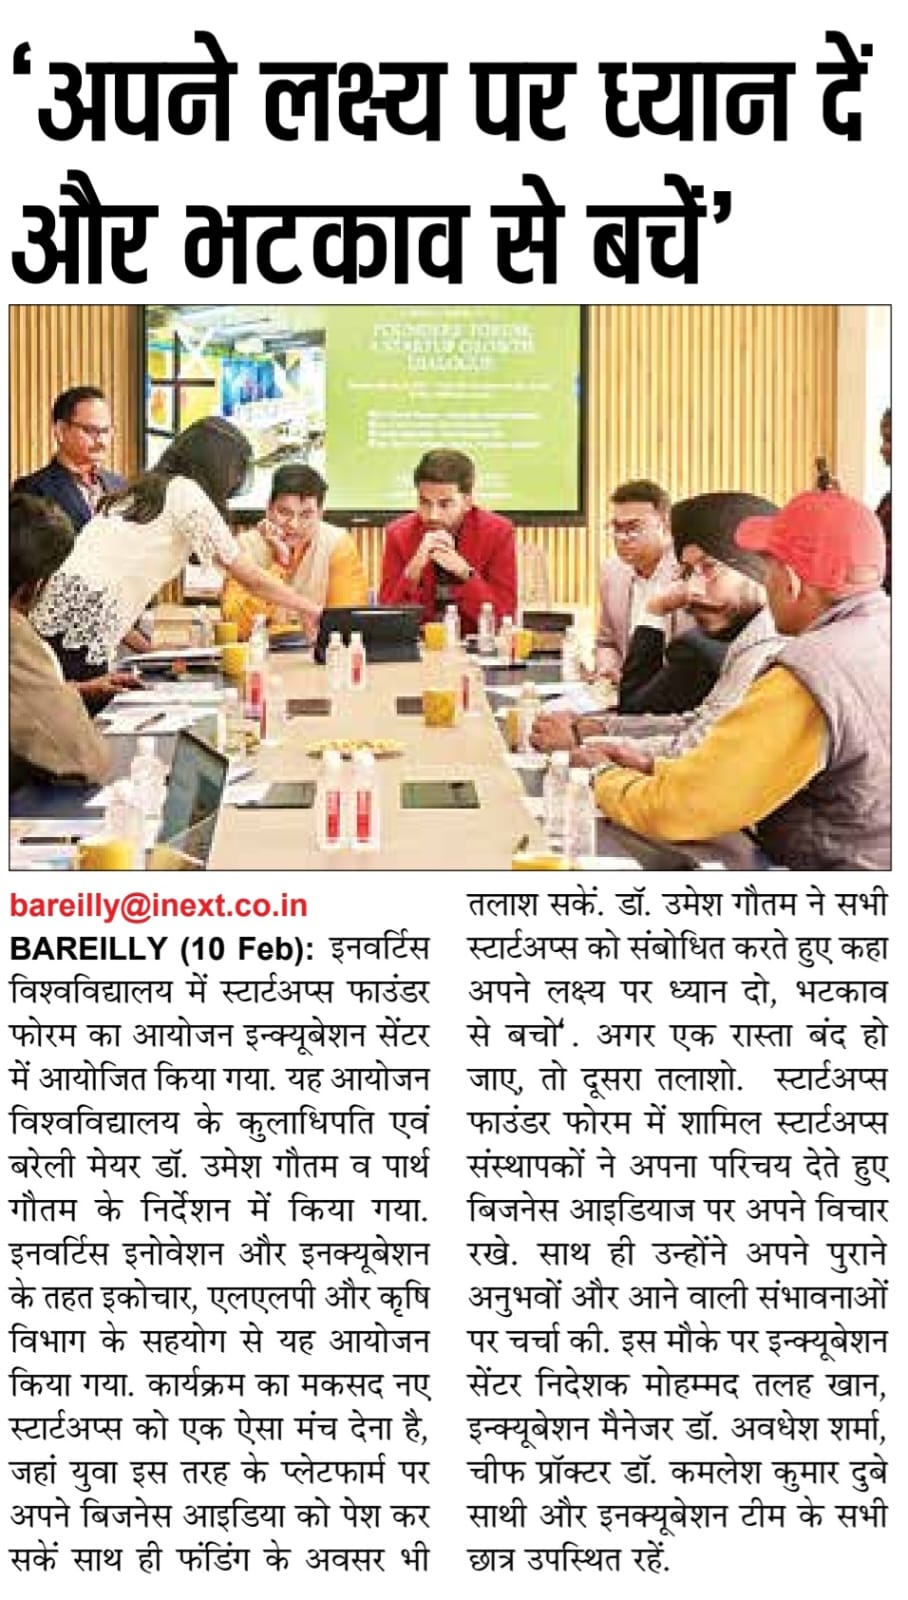 ‘अपने लक्ष्य पर ध्यान दें
और भटकाव से बचें’
FOUNDERS' FORUM:
A STARTUP GROWTH
DIALOGUE
bareilly@inext.co.in
BAREILLY (10 Feb): इनवर्टिस
विश्वविद्यालय में स्टार्टअप्स फाउंडर
फोरम का आयोजन इन्क्यूबेशन सेंटर
में आयोजित किया गया. यह आयोजन
विश्वविद्यालय के कुलाधिपति एवं
बरेली मेयर डॉ. उमेश गौतम व पार्थ
गौतम के निर्देशन में किया गया.
इनवर्टिस इनोवेशन और इनक्यूबेशन
के तहत इकोचार, एलएलपी और कृषि
विभाग के सहयोग से यह आयोजन
किया गया. कार्यक्रम का मकसद नए
स्टार्टअप्स को एक ऐसा मंच देना है,
जहां युवा इस तरह के प्लेटफार्म पर
अपने बिजनेस आइडिया को पेश कर
सकें साथ ही फंडिंग के अवसर भी
तलाश सकें. डॉ. उमेश गौतम ने सभी
स्टार्टअप्स को संबोधित करते हुए कहा
अपने लक्ष्य पर ध्यान दो, भटकाव
से बचो‘. अगर एक रास्ता बंद हो
जाए, तो दूसरा तलाशो. स्टार्टअप्स
फाउंडर फोरम में शामिल स्टार्टअप्स
संस्थापकों ने अपना परिचय देते हुए
बिजनेस आइडियाज पर अपने विचार
रखे. साथ ही उन्होंने अपने पुराने
अनुभवों और आने वाली संभावनाओं
पर चर्चा की. इस मौके पर इन्क्यूबेशन
सेंटर निदेशक मोहम्मद तलह खान,
इन्क्यूबेशन मैनेजर डॉ. अवधेश शर्मा,
चीफ प्रॉक्टर डॉ. कमलेश कुमार दुबे
साथी और इनक्यूबेशन टीम के सभी
छात्र उपस्थित रहें.